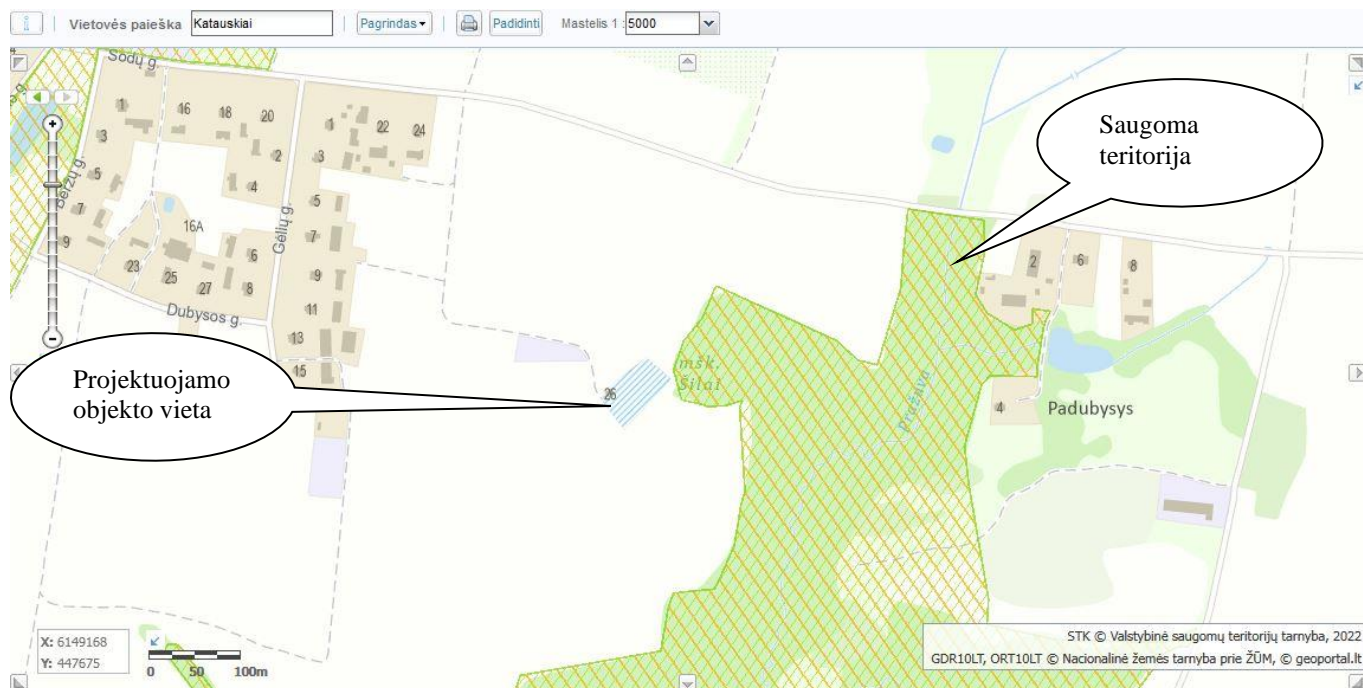 i | Vietovės paieška Katauskiai | Pagrindas | Padidinti Mastelis 1 : 5000
Sodų g.
Beržų g.
Gėlių g.
Dubysos g.
1 16 18 20
3 2
5 4
7 16A
9 23 25 27 6 8
1 22 24
3
5
7
9
11
13
15
26
Saugoma
teritorija
2 6 8
mšk.
Šilai
Pražuva
4 Padubysys
Projektuojamo
objekto vieta
X: 6149168
Y: 447675
0 50 100m
STK © Valstybinė saugomų teritorijų tarnyba, 2022
GDR10LT, ORT10LT © Nacionalinė žemės tarnyba prie ŽŪM, © geoportal.lt